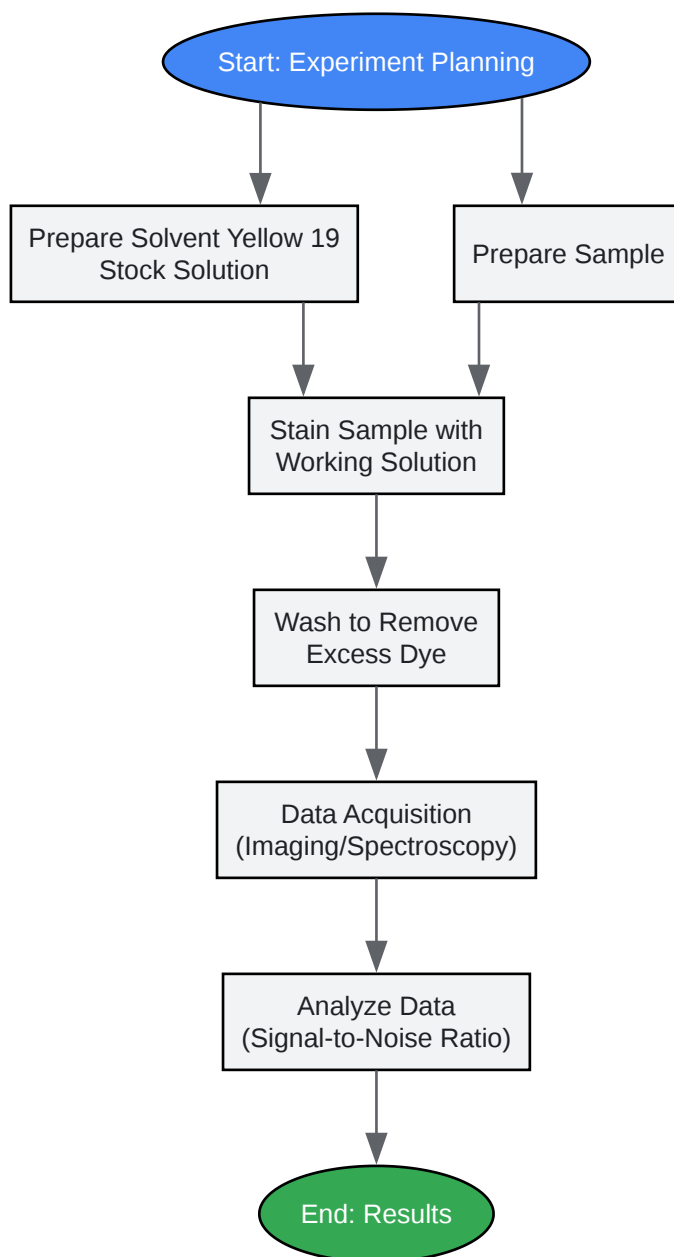 Start: Experiment Planning
Prepare Solvent Yellow 19
Stock Solution
Prepare Sample
Stain Sample with
Working Solution
Wash to Remove
Excess Dye
Data Acquisition
(Imaging/Spectroscopy)
Analyze Data
(Signal-to-Noise Ratio)
End: Results